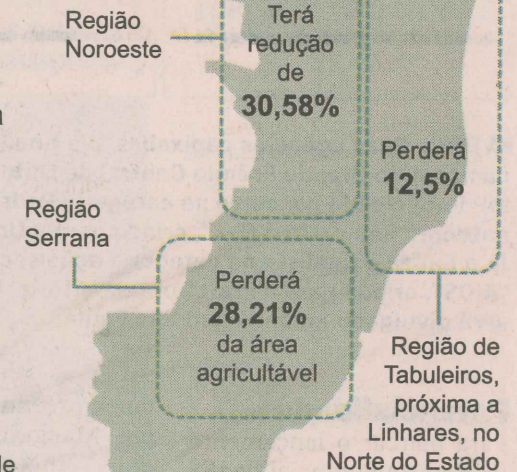 Região
Noroeste
Terá
redução
de
30,58%
Perderá
12,5%
Região
Serrana
Perderá
28,21%
da área
agricultável
Região de
Tabuleiros,
próxima a
Linhares, no
Norte do Estado